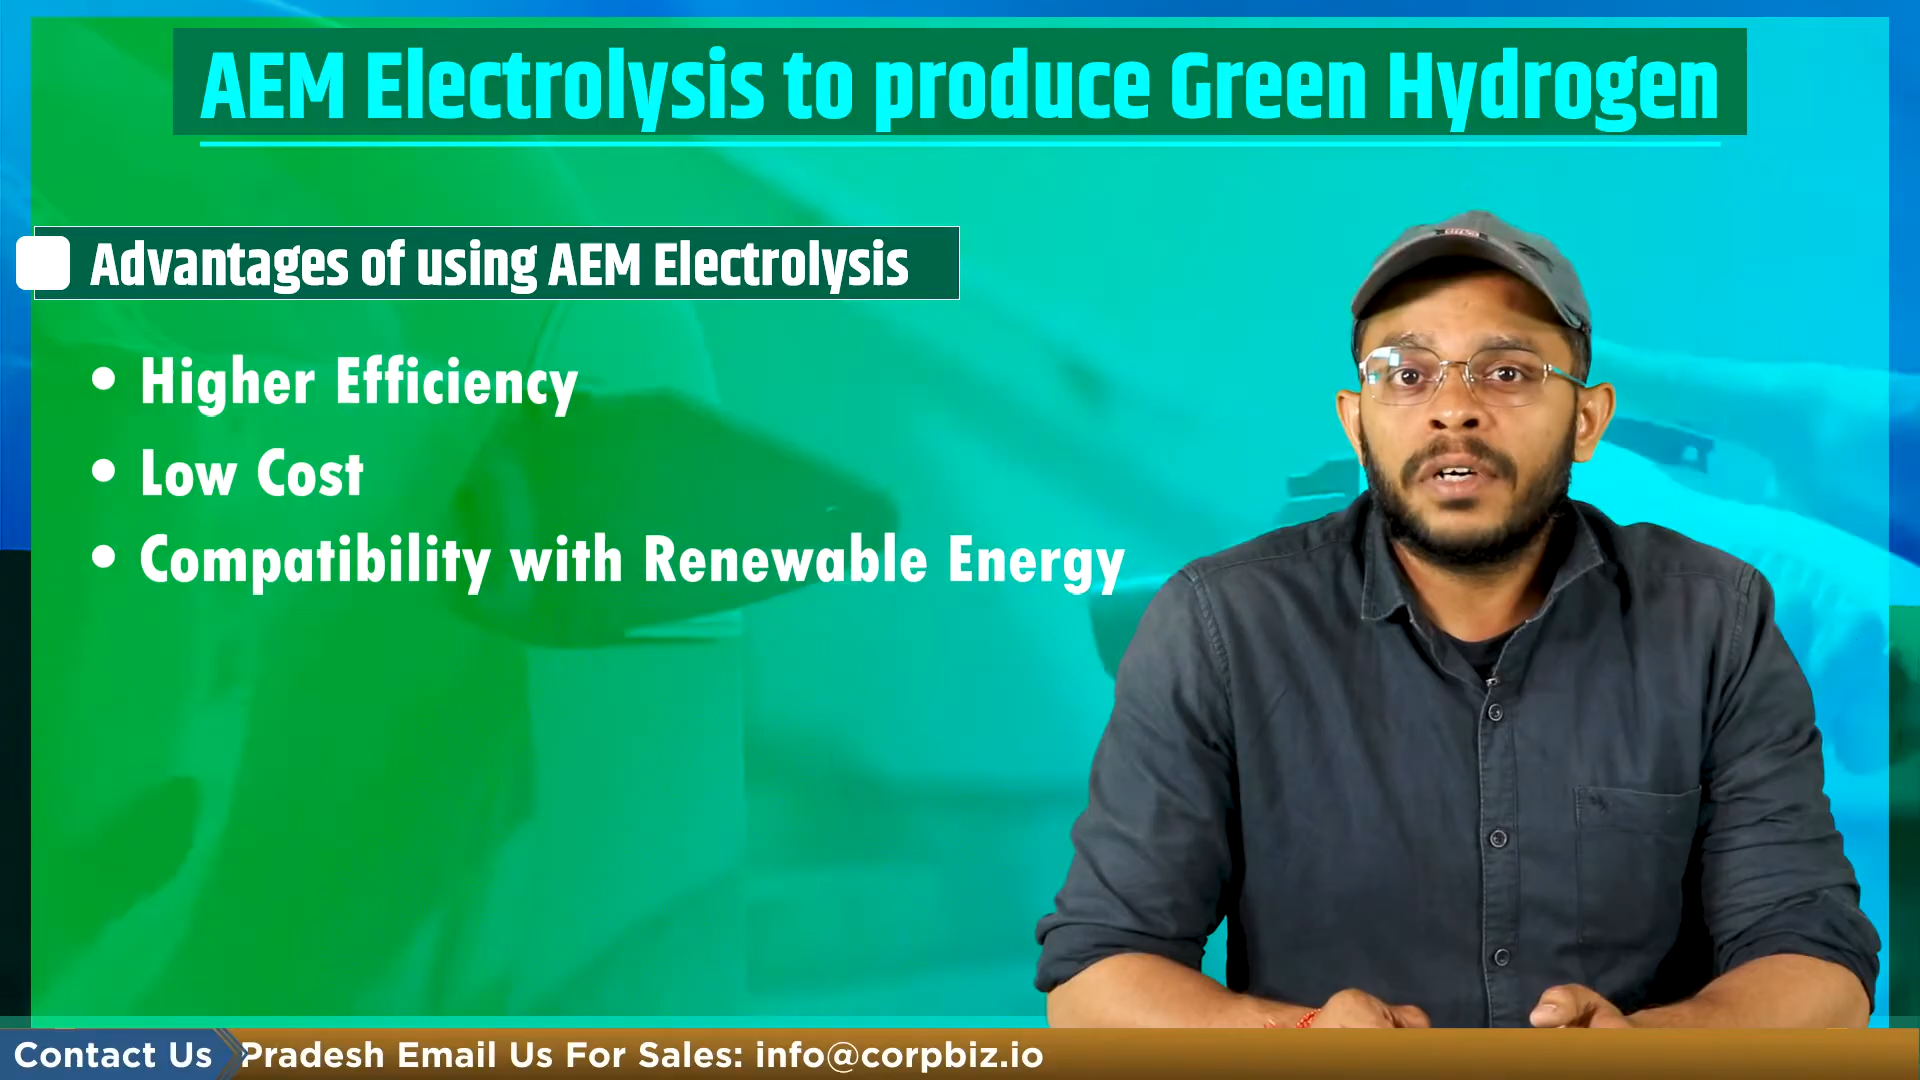 AEM Electrolysis to produce Green Hydrogen
Advantages of using AEM Electrolysis
• Higher Efficiency
• Low Cost
• Compatibility with Renewable Energy
Contact Us Pradesh Email Us For Sales: info@corpbiz.io